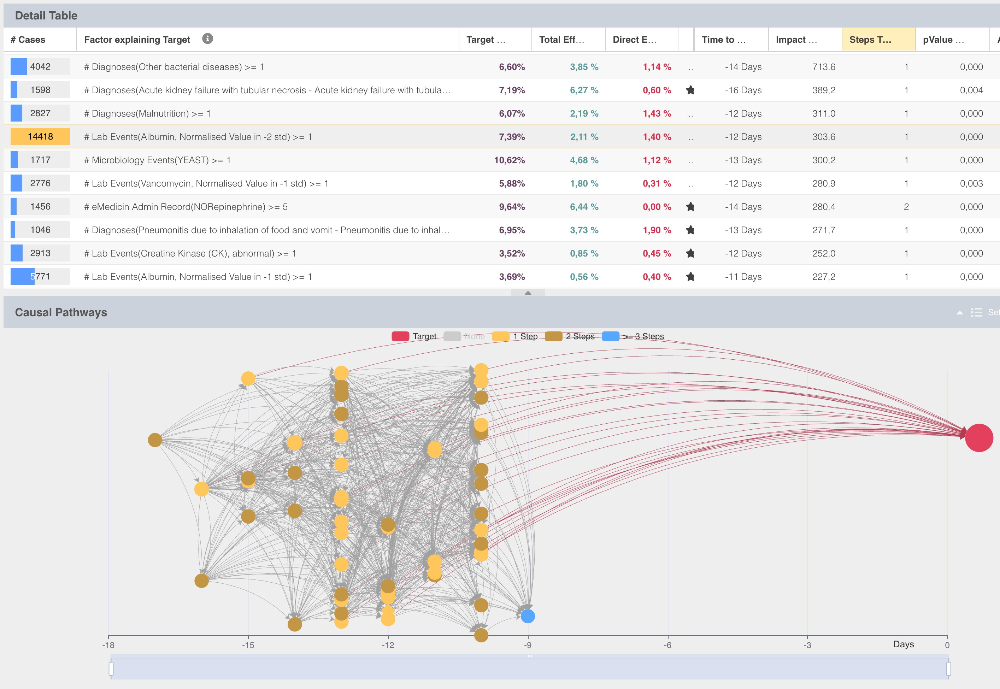 Detail Table
# Cases Factor explaining Target i Target ... Total Eff... Direct E... Time to ... Impact ... Steps T... pValue ...
4042 # Diagnoses(Other bacterial diseases) >= 1 6,60% 3,85 % 1,14 % .. -14 Days 713,6 1 0,000
1598 # Diagnoses(Acute kidney failure with tubular necrosis - Acute kidney failure with tubula... 7,19% 6,27 % 0,60 % -16 Days 389,2 1 0,004
2827 # Diagnoses(Malnutrition) >= 1 6,07% 2,19 % 1,43 % .. -12 Days 311,0 1 0,000
14418 # Lab Events(Albumin, Normalised Value in -2 std) >= 1 7,39% 2,11 % 1,40 % .. -12 Days 303,6 1 0,000
1717 # Microbiology Events(YEAST) >= 1 10,62% 4,68 % 1,12 % .. -13 Days 300,2 1 0,000
2776 # Lab Events(Vancomycin, Normalised Value in -1 std) >= 1 5,88% 1,80 % 0,31 % .. -12 Days 280,9 1 0,003
1456 # eMedicin Admin Record(NORepinephrine) >= 5 9,64% 6,44 % 0,00 % -14 Days 280,4 2 0,000
1046 # Diagnoses(Pneumonitis due to inhalation of food and vomit - Pneumonitis due to inhal... 6,95% 3,73 % 1,90 % -13 Days 271,7 1 0,000
2913 # Lab Events(Creatine Kinase (CK), abnormal) >= 1 3,52% 0,85 % 0,45 % -12 Days 252,0 1 0,000
5771 # Lab Events(Albumin, Normalised Value in -1 std) >= 1 3,69% 0,56 % 0,40 % -11 Days 227,2 1 0,000
Causal Pathways Set
Target None 1 Step 2 Steps >= 3 Steps
-18 -15 -12 -9 -6 -3 Days 0